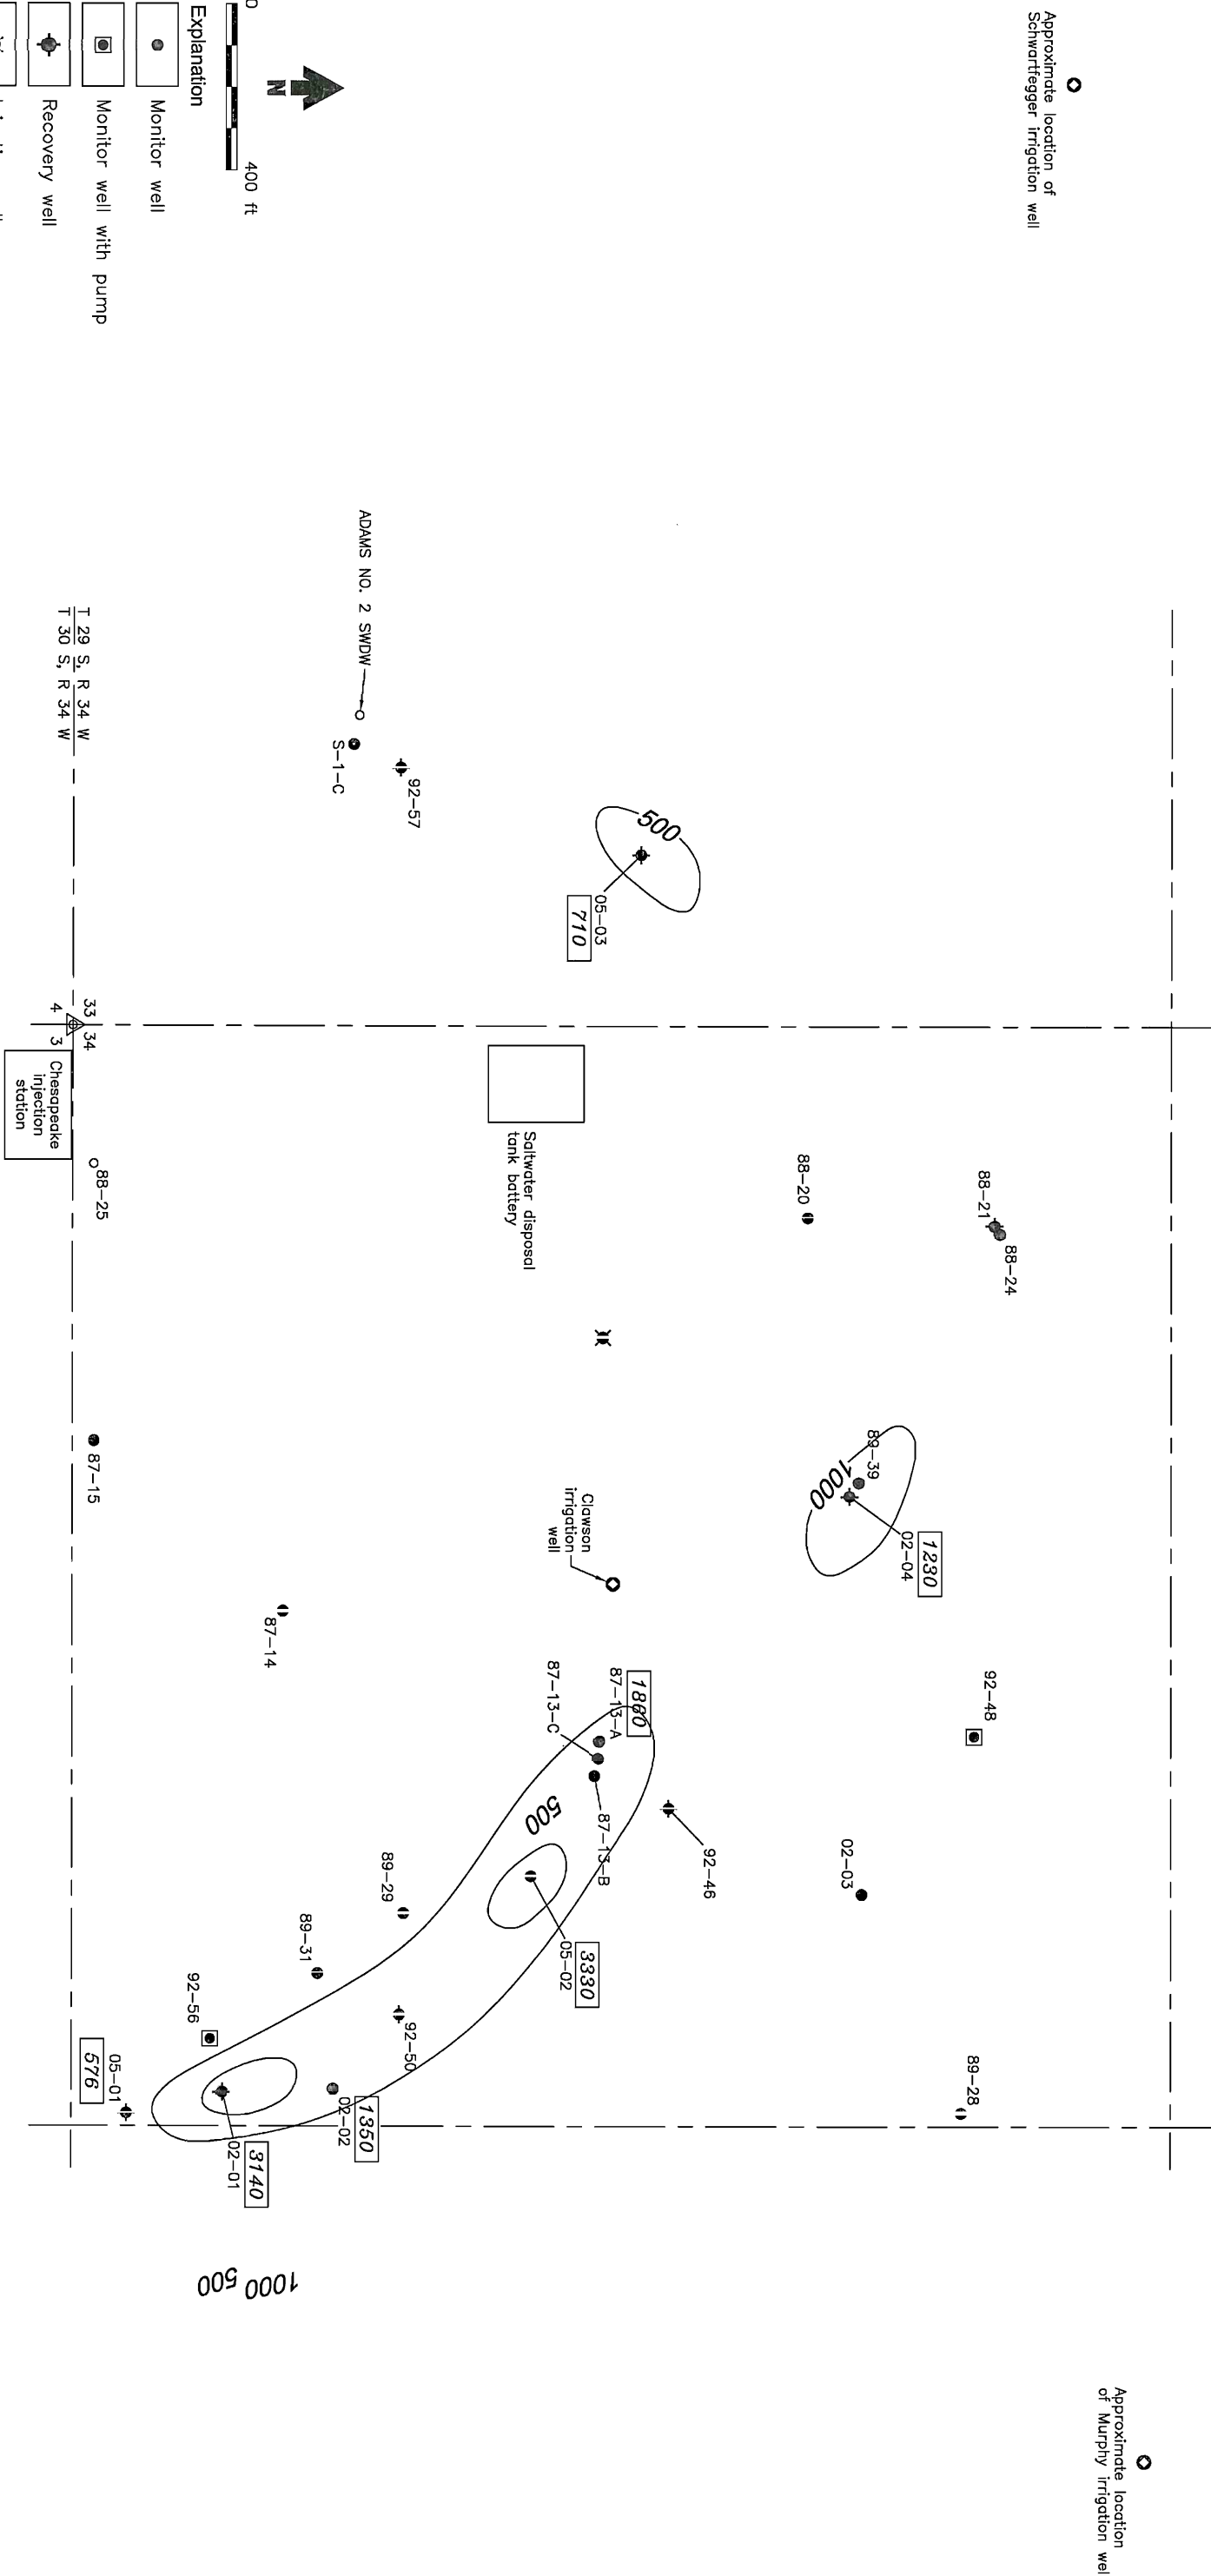 Approximate location of
Schwartfegger irrigation well
N
0
400 ft
Explanation
Monitor well
Monitor well with pump
Recovery well
ADAMS NO. 2 SWDW
S-1-C
92-57
500
05-03
710
T 29 S, R 34 W
T 30 S, R 34 W
33
34
4
3
Chesapeake
injection
station
88-25
Saltwater disposal
tank battery
88-20
88-21
88-24
87-15
89-39
1000
02-04
1230
Clawson
irrigation
well
87-14
92-48
1860
87-13-A
87-13-C
87-13-B
500
92-46
02-03
89-29
05-02
3330
89-31
92-56
92-50
89-28
05-01
576
02-02
1350
02-01
3140
1000
500
Approximate location
of Murphy irrigation wel